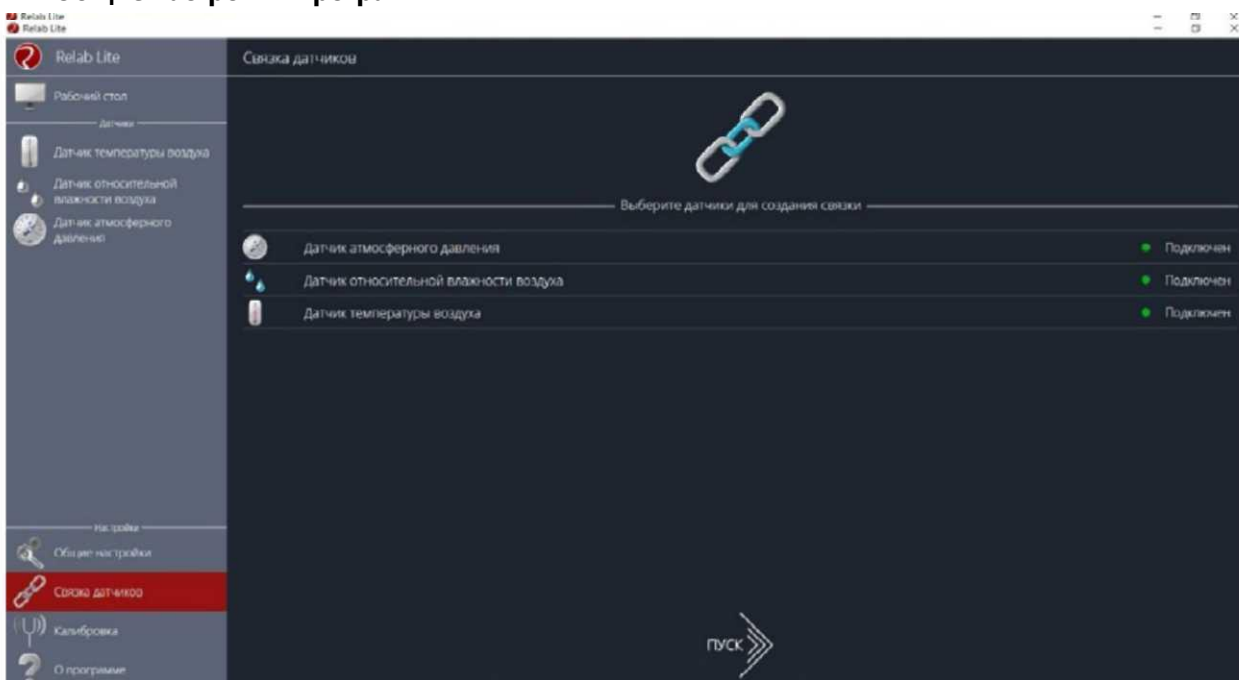 Relab Lite
Relab Lite
Relab Lite
Рабочий стол
Датчики
Датчик температуры воздуха
Датчик относительной
влажности воздуха
Датчик атмосферного
давления
Настройки
Общие настройки
Связка датчиков
Калибровка
О программе
Связка датчиков
Выберите датчики для создания связки
Датчик атмосферного давления
Подключен
Датчик относительной влажности воздуха
Подключен
Датчик температуры воздуха
Подключен
ПУСК